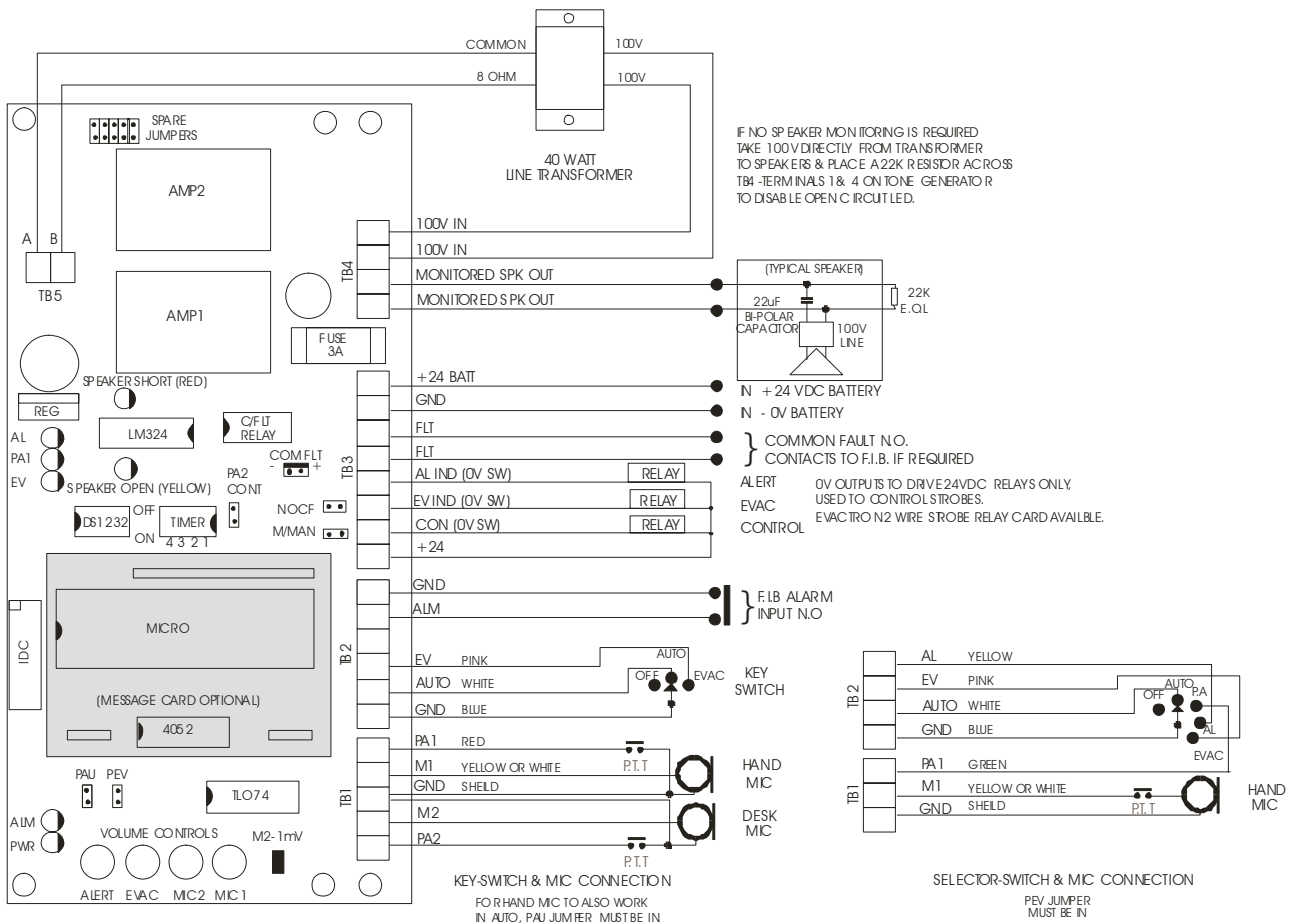 COMMON
100V
8 OHM
100V
SPARE
JUMPERS
40 WATT
LINE TRANSFORMER
IF NO SPEAKER MONITORING IS REQUIRED
TAKE 100V DIRECTLY FROM TRANSFORMER
TO SPEAKERS & PLACE A 22K RESISTOR ACROSS
TB4 -TERMINALS 1 & 4 ON TONE GENERATOR
TO DISABLE OPEN CIRCUIT LED.
AMP2
A B
TB5
AMP1
FUSE
3A
TB4
100V IN
100V IN
MONITORED SPK OUT
MONITORED SPK OUT
(TYPICAL SPEAKER)
22uF
BI-POLAR
CAPACITOR
100V
LINE
22K
E.O.L
SPEAKER SHORT (RED)
REG
LM324
C/FLT
RELAY
AL
PA1
EV
COM FLT
- +
PA2
CONT
SPEAKER OPEN (YELLOW)
DS1232
OFF
ON
TIMER
4 3 2 1
NOCF
M/MAN
TB3
+24 BATT
GND
FLT
FLT
AL IND (0V SW)
EV IND (0V SW)
CON (0V SW)
+24
RELAY
RELAY
RELAY
IN +24 VDC BATTERY
IN - 0V BATTERY
COMMON FAULT N.O.
CONTACTS TO F.I.B. IF REQUIRED
ALERT
EVAC
CONTROL
0V OUTPUTS TO DRIVE 24VDC RELAYS ONLY,
USED TO CONTROL STROBES.
EVACTRON 2 WIRE STROBE RELAY CARD AVAILBLE.
IDC
MICRO
(MESSAGE CARD OPTIONAL)
4052
TB2
GND
ALM
F.I.B ALARM
INPUT N.O
EV PINK
AUTO WHITE
GND BLUE
AUTO
OFF
EVAC
KEY
SWITCH
PAU PEV
TLO74
ALM
PWR
VOLUME CONTROLS
M2-1mV
ALERT EVAC MIC2 MIC1
TB1
PA1 RED
M1 YELLOW OR WHITE
GND SHEILD
M2
PA2
P.T.T
HAND
MIC
DESK
MIC
P.T.T
KEY-SWITCH & MIC CONNECTION
FOR HAND MIC TO ALSO WORK
IN AUTO, PAU JUMPER MUST BE IN
TB2
AL YELLOW
EV PINK
AUTO WHITE
GND BLUE
AUTO
OFF
P.A
AL
EVAC
TB1
PA1 GREEN
M1 YELLOW OR WHITE
GND SHEILD
P.T.T
HAND
MIC
SELECTOR-SWITCH & MIC CONNECTION
PEV JUMPER
MUST BE IN